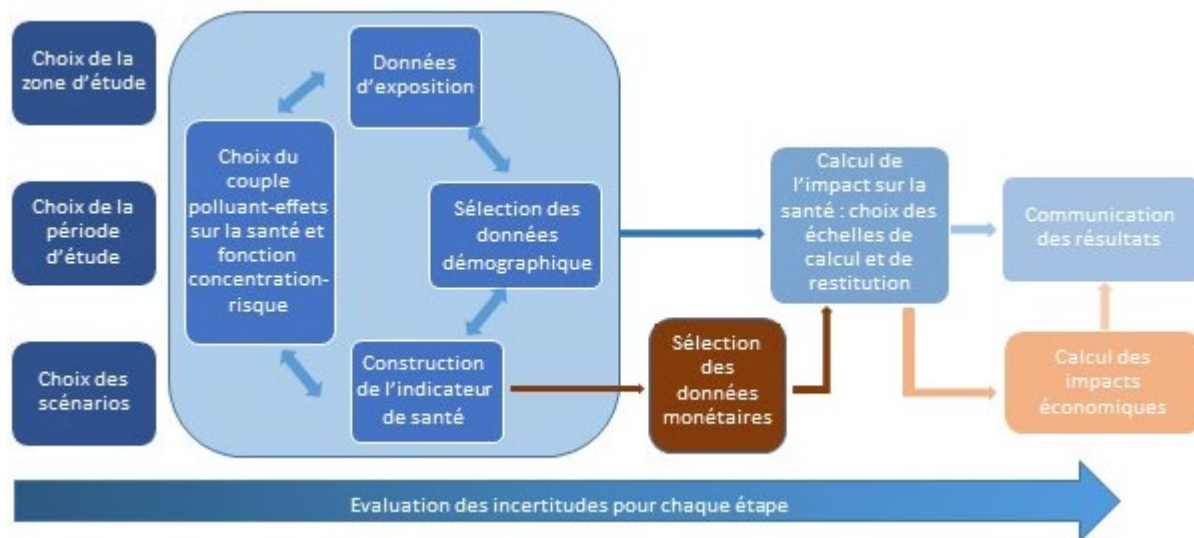 Choix de la
zone d'étude
Choix de la
période
d'étude
Choix des
scénarios
Données
d'exposition
Choix du
couple
polluant-effets
sur la santé et
fonction
concentration-
risque
Sélection des
données
démographique
Construction
de l'indicateur
de santé
Sélection
des
données
monétaires
Calcul de
l'impact sur la
santé : choix des
échelles de
calcul et de
restitution
Communication
des résultats
Calcul des
impacts
économiques
Evaluation des incertitudes pour chaque étape